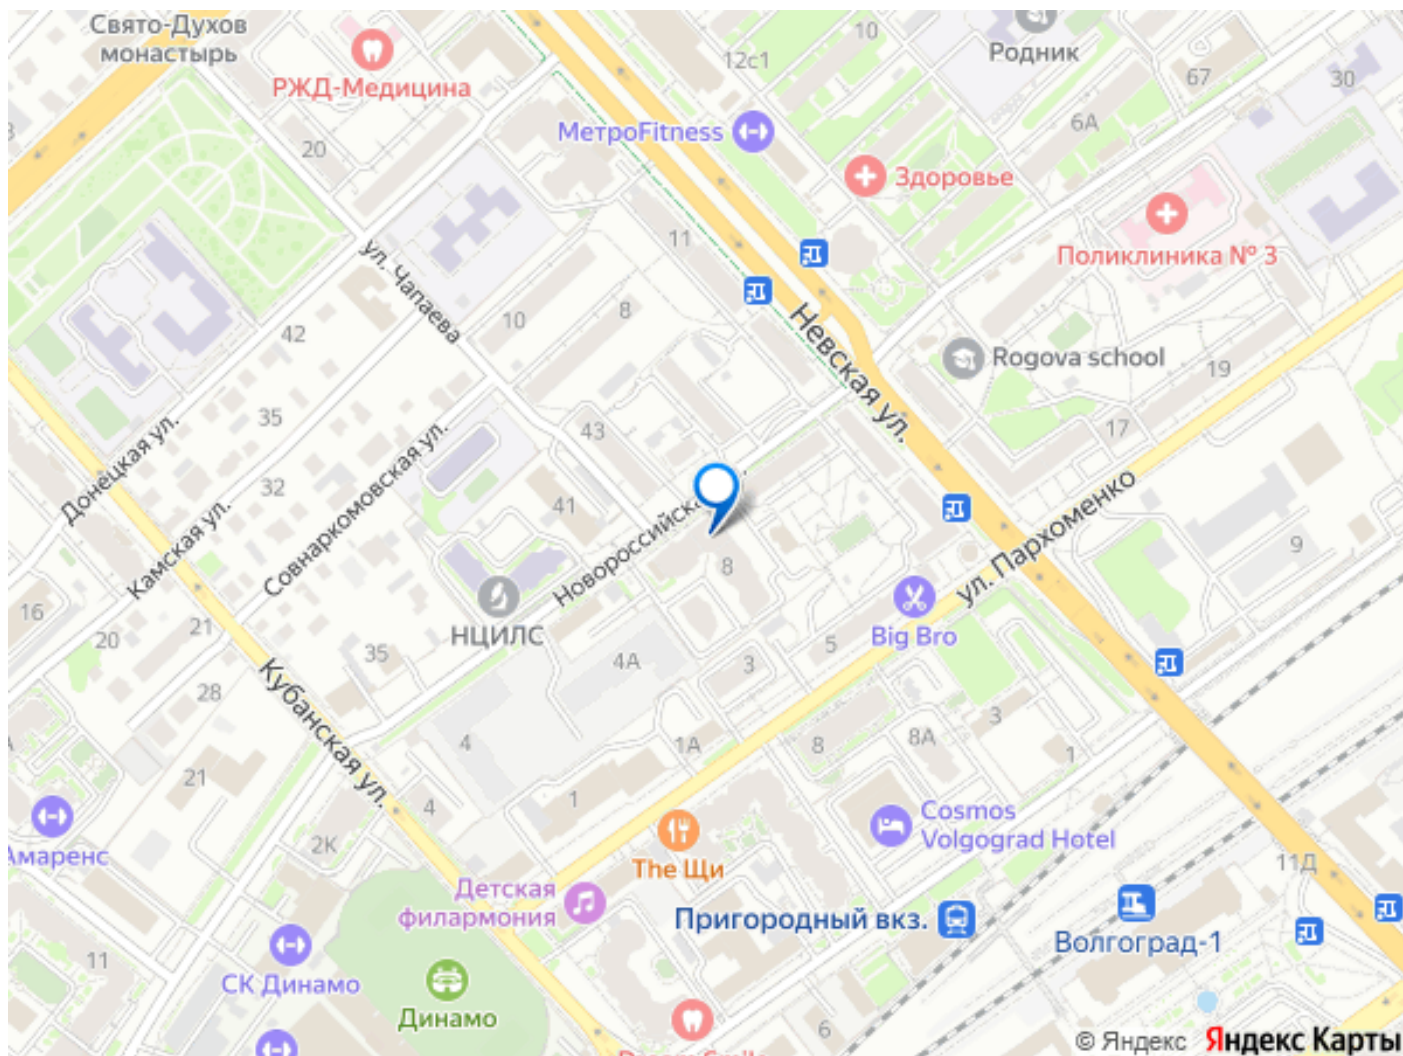 Свято-Духов
монастырь
РЖД-Медицина
20
МетроFitness
12с1
10
Родник
67
30
6А
Здоровье
Поликлиника № 3
11
ул. Чапаева
42
10
8
Невская ул.
Rogova school
19
17
35
43
Донецкая ул.
32
Совнаркомовская ул.
41
Камская ул.
Новороссийска
8
ул. Пархоменко
9
16
20
21
НЦИЛС
35
4А
3
5
Big Bro
28
Кубанская ул.
4
1А
8
8А
3
1
21
4
1
2К
Амаренс
The Щи
Cosmos
Volgograd Hotel
11Д
Детская
филармония
Пригородный вкз.
Волгоград-1
11
СК Динамо
Динамо
6
© Яндекс Яндекс Карты